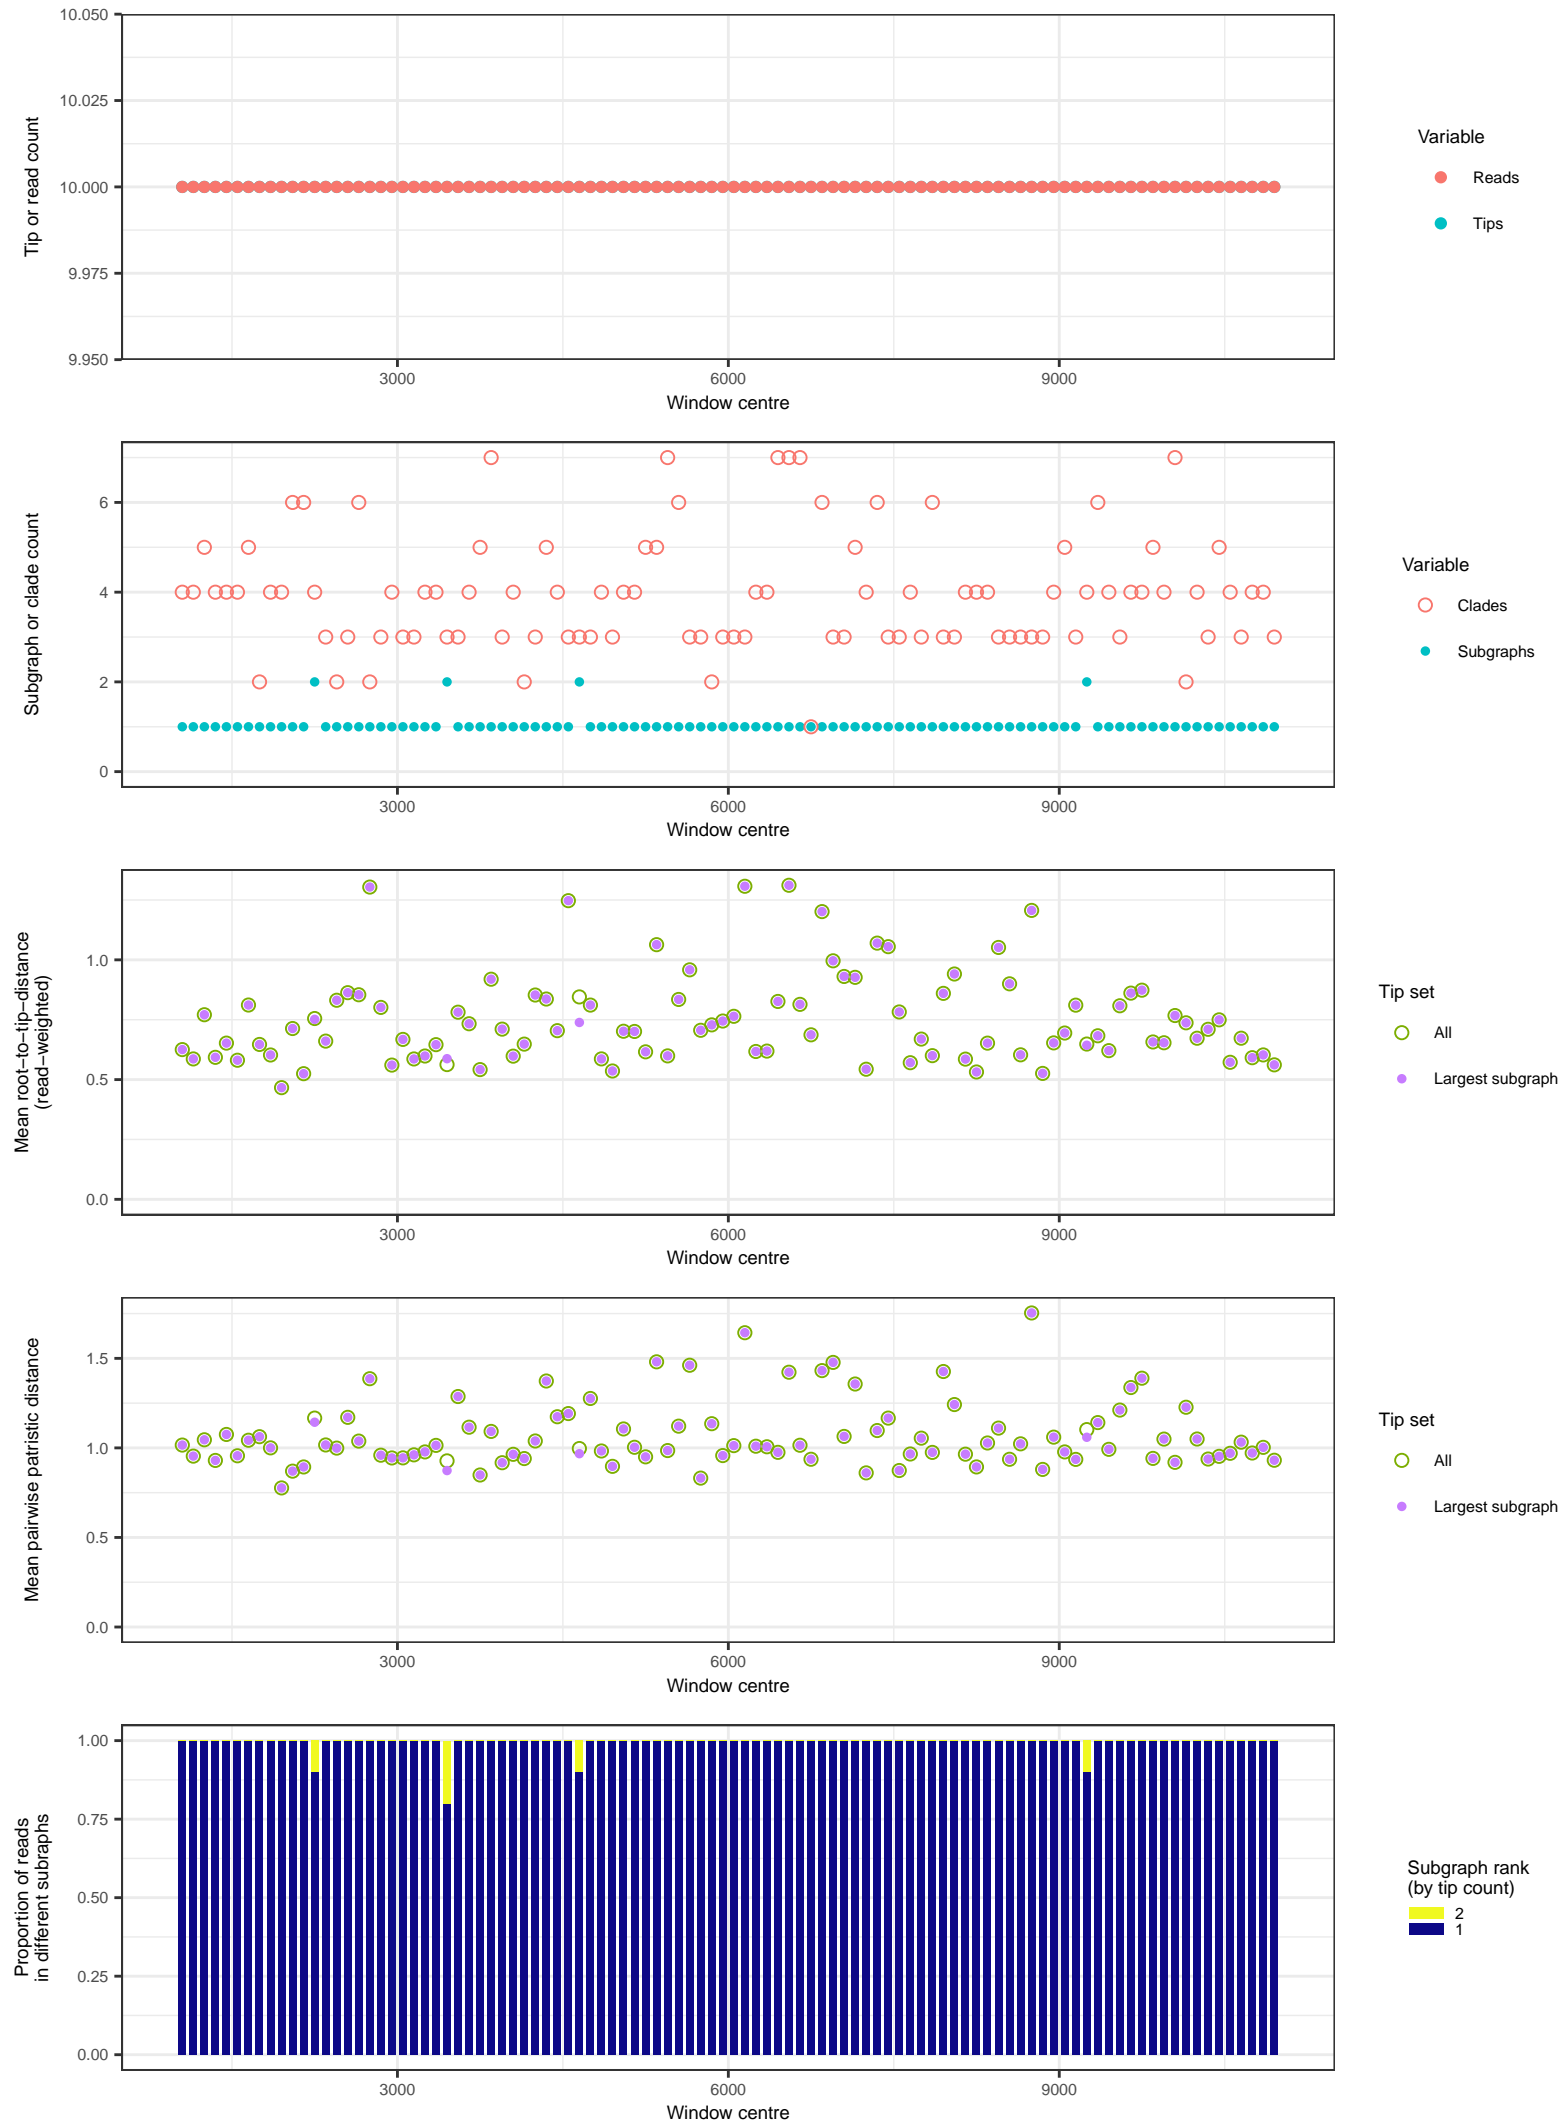 10.050
10.025
10.000
9.975
9.950
Tip or read count
3000
6000
9000
Window centre
Variable
Reads
Tips
6
4
2
0
Subgraph or clade count
3000
6000
9000
Window centre
Variable
Clades
Subgraphs
1.0
0.5
0.0
Mean root−to−tip−distance
(read−weighted)
3000
6000
9000
Window centre
Tip set
All
Largest subgraph
1.5
1.0
0.5
0.0
Mean pairwise patristic distance
3000
6000
9000
Window centre
Tip set
All
Largest subgraph
1.00
0.75
0.50
0.25
0.00
Proportion of reads
in different subraphs
3000
6000
9000
Window centre
Subgraph rank
(by tip count)
2
1